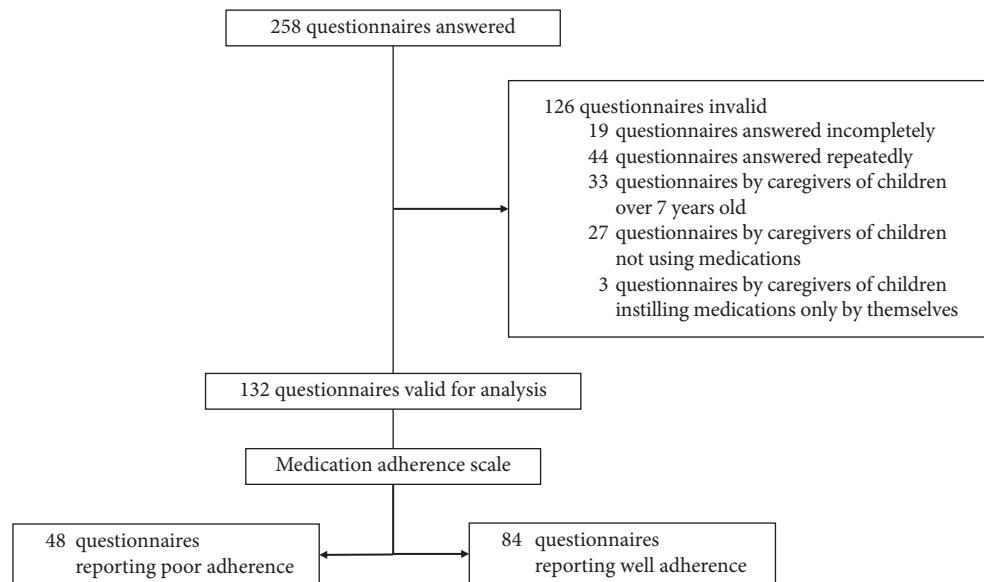 258 questionnaires answered
126 questionnaires invalid
19 questionnaires answered incompletely
44 questionnaires answered repeatedly
33 questionnaires by caregivers of children
over 7 years old
27 questionnaires by caregivers of children
not using medications
3 questionnaires by caregivers of children
instilling medications only by themselves
132 questionnaires valid for analysis
Medication adherence scale
48 questionnaires
reporting poor adherence
84 questionnaires
reporting well adherence